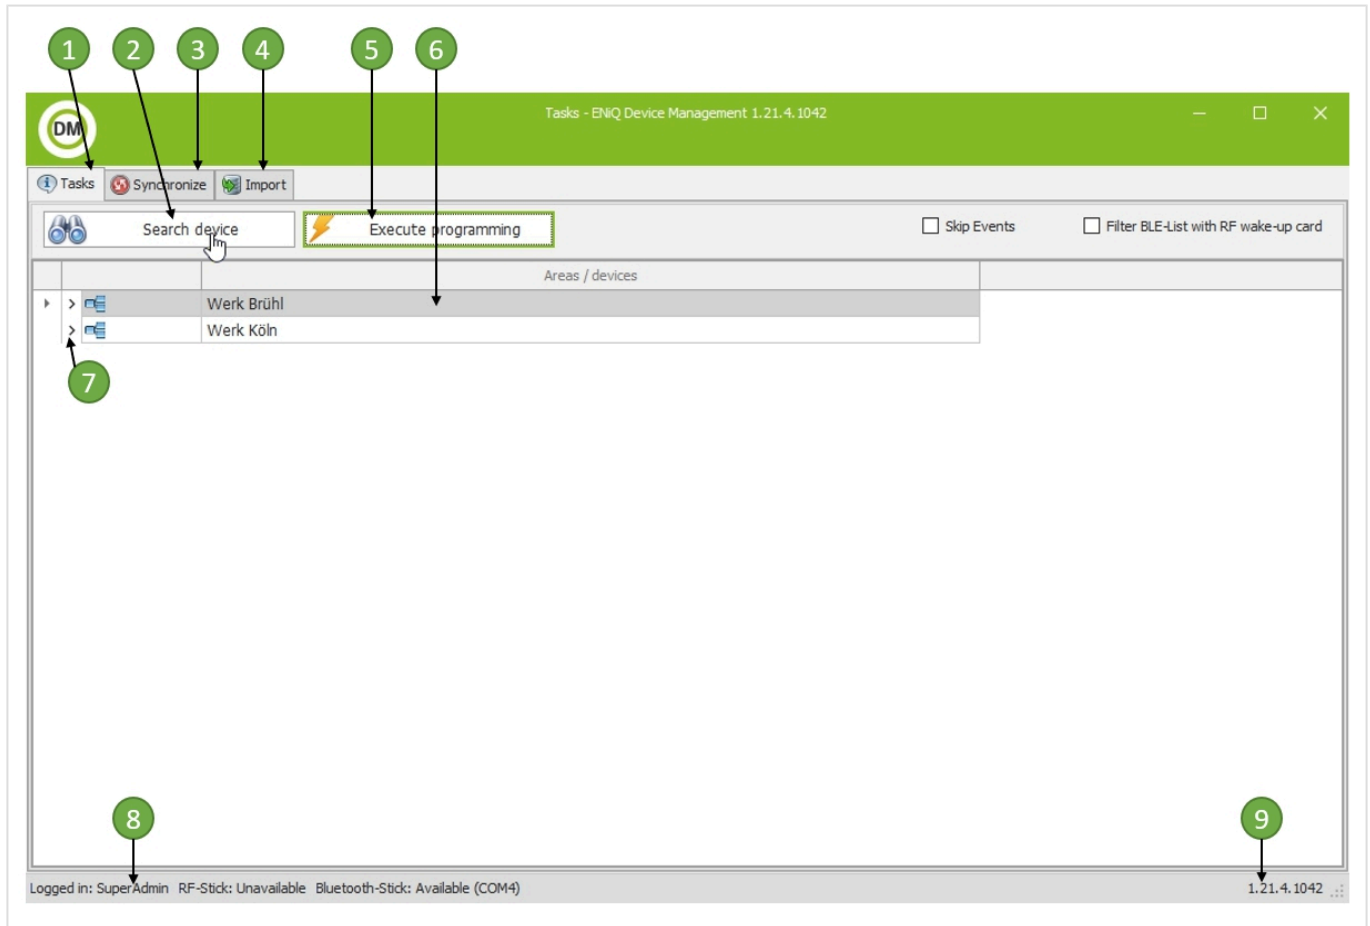 1 2 3 4 5 6
DM
Tasks - ENiQ Device Management 1.21.4.1042
Tasks Synchronize Import
Search device Execute programming Skip Events Filter BLE-List with RF wake-up card
Areas / devices
Werk Brühl
Werk Köln
7
8 9
Logged in: SuperAdmin RF-Stick: Unavailable Bluetooth-Stick: Available (COM4) 1.21.4.1042